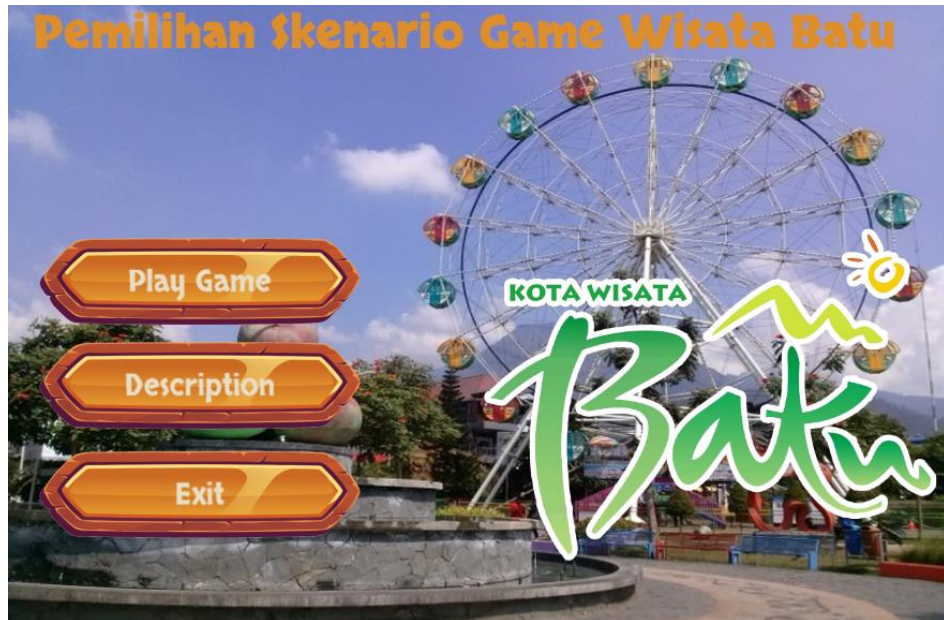 Pemilihan Skenario Game Wisata Batu
Play Game
Description
Exit
KOTA WISATA
Batu